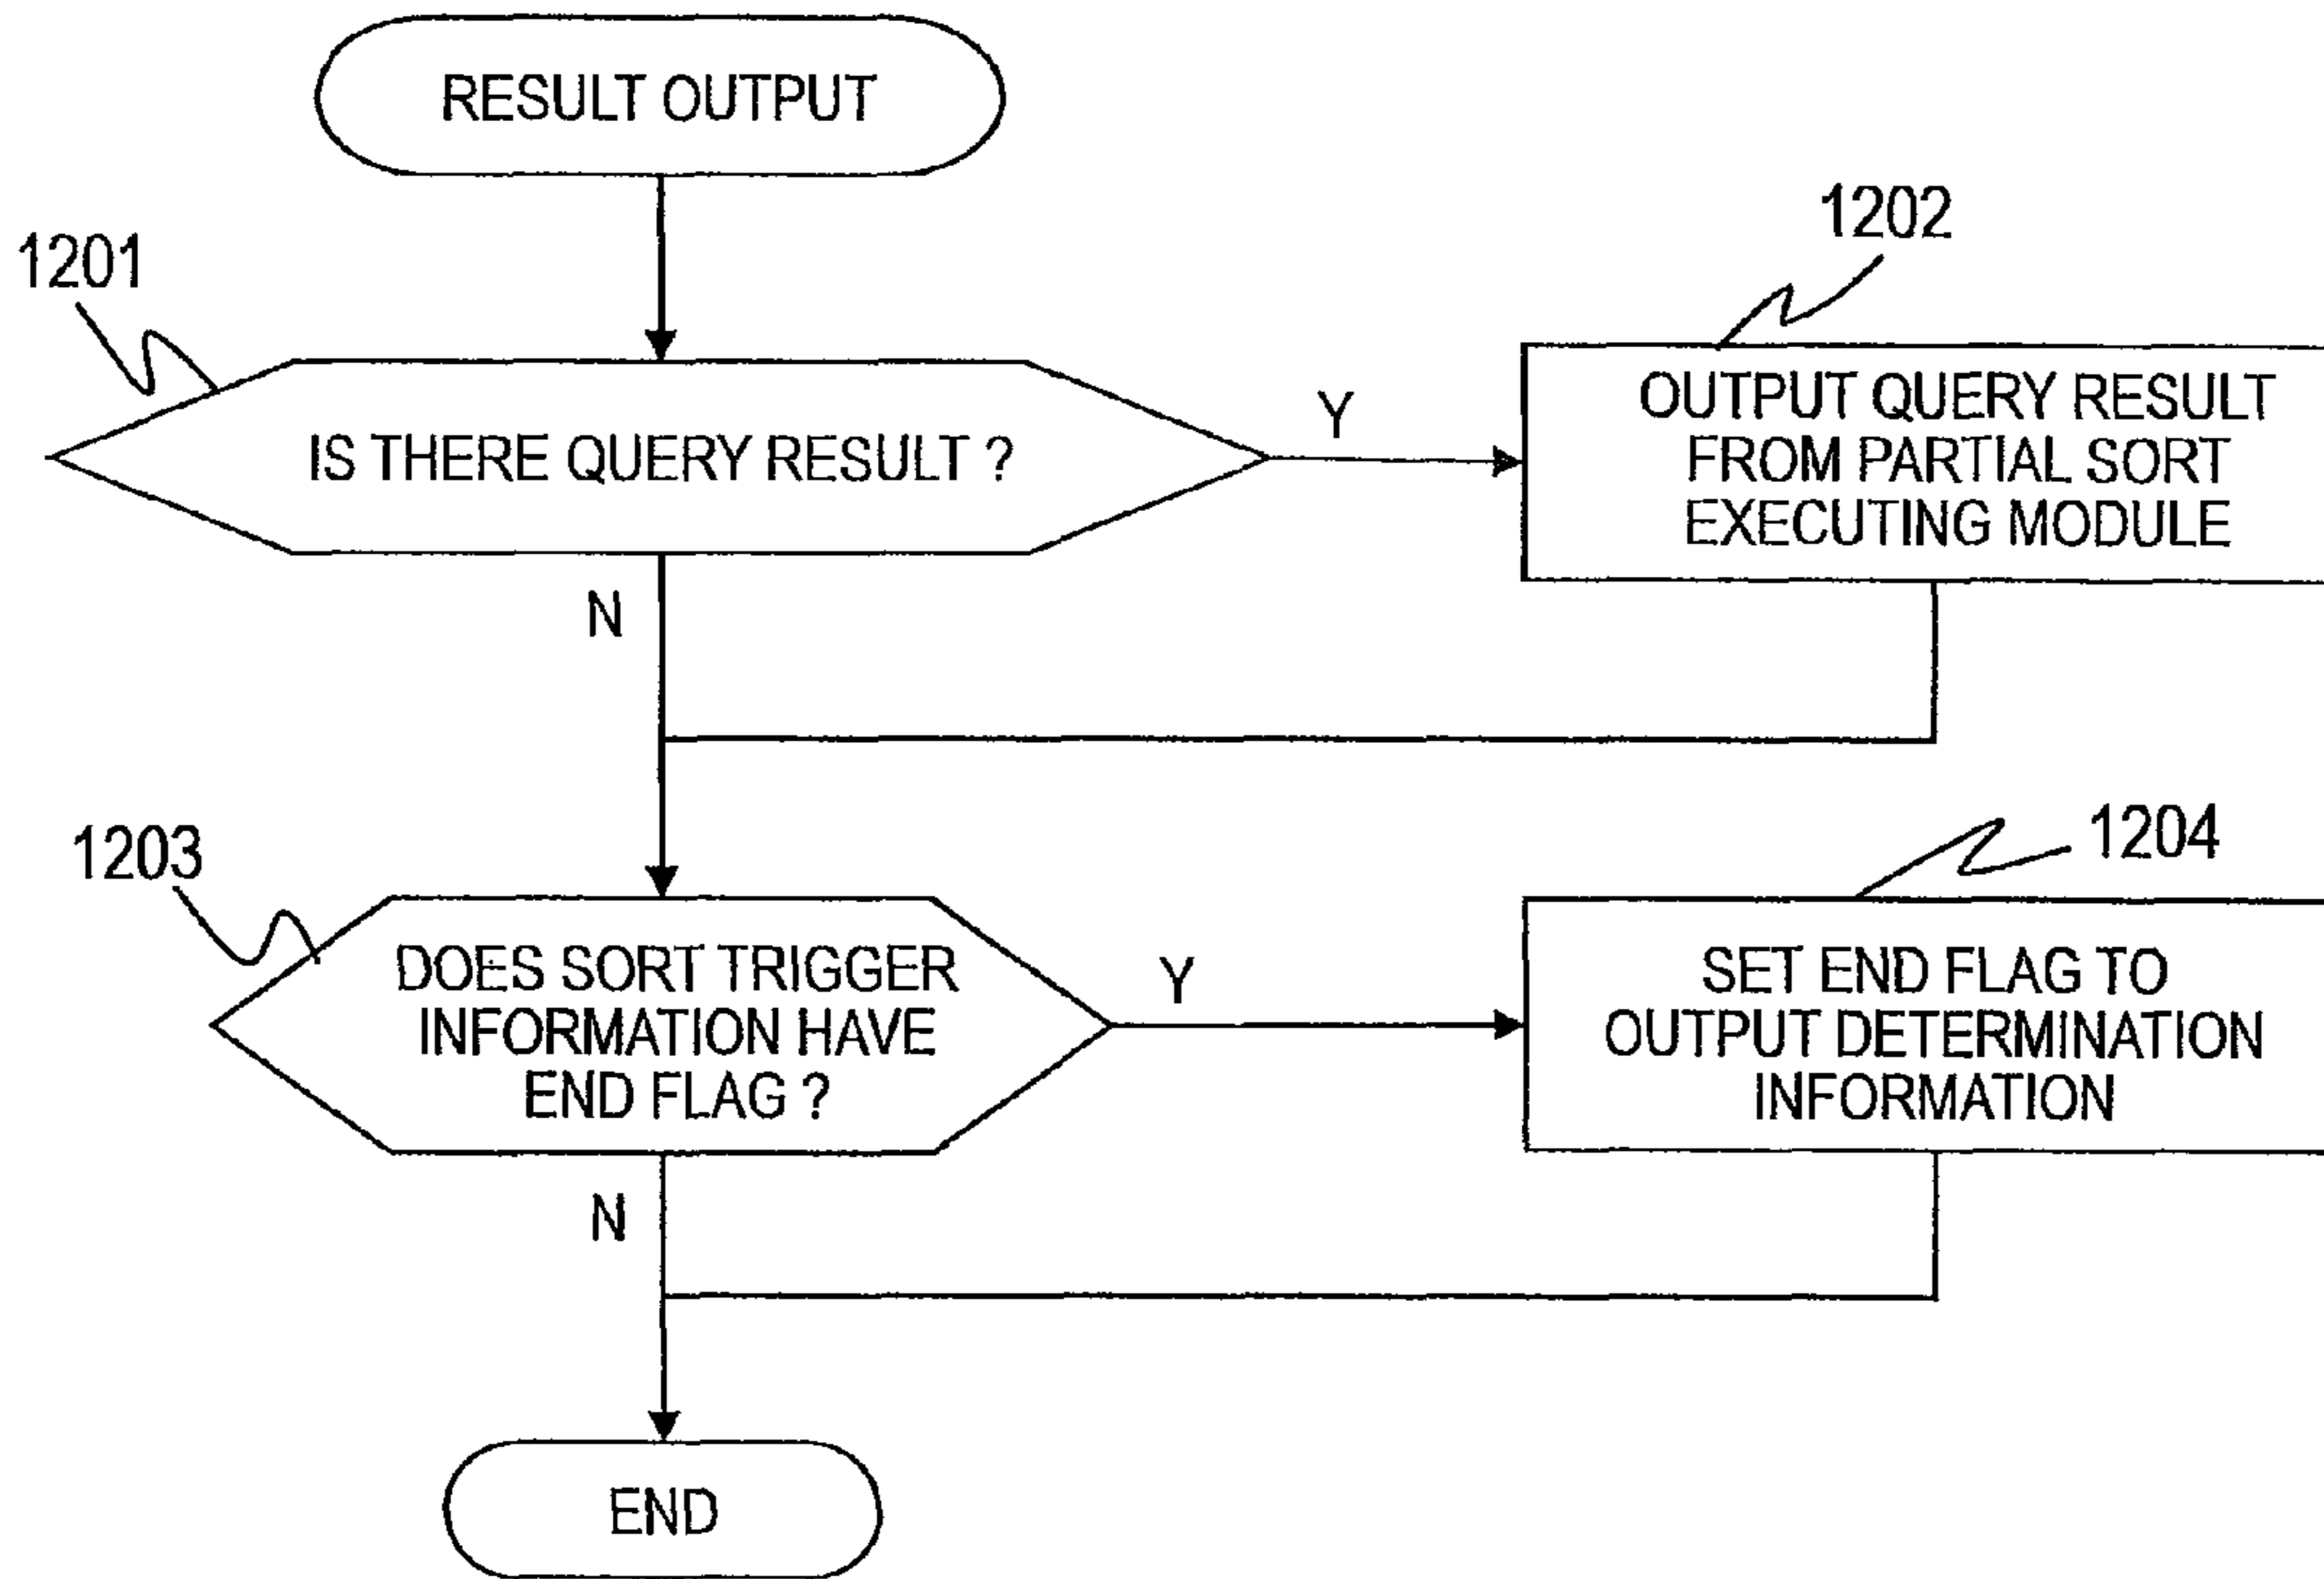 RESULT OUTPUT
1201
IS THERE QUERY RESULT ?
Y
1202
OUTPUT QUERY RESULT
FROM PARTIAL SORT
EXECUTING MODULE
N
1203
DOES SORT TRIGGER
INFORMATION HAVE
END FLAG ?
Y
1204
SET END FLAG TO
OUTPUT DETERMINATION
INFORMATION
N
END